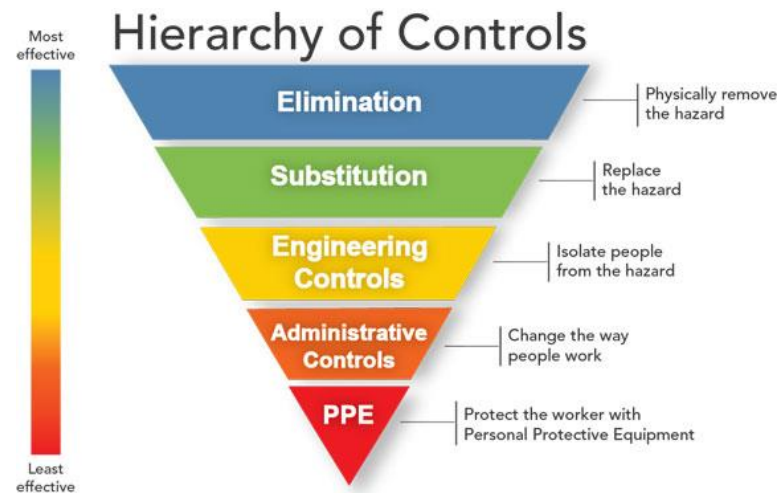 Hierarchy of Controls
Most
effective
Elimination
Physically remove
the hazard
Substitution
Replace
the hazard
Engineering
Controls
Isolate people
from the hazard
Administrative
Controls
Change the way
people work
PPE
Protect the worker with
Personal Protective Equipment
Least
effective